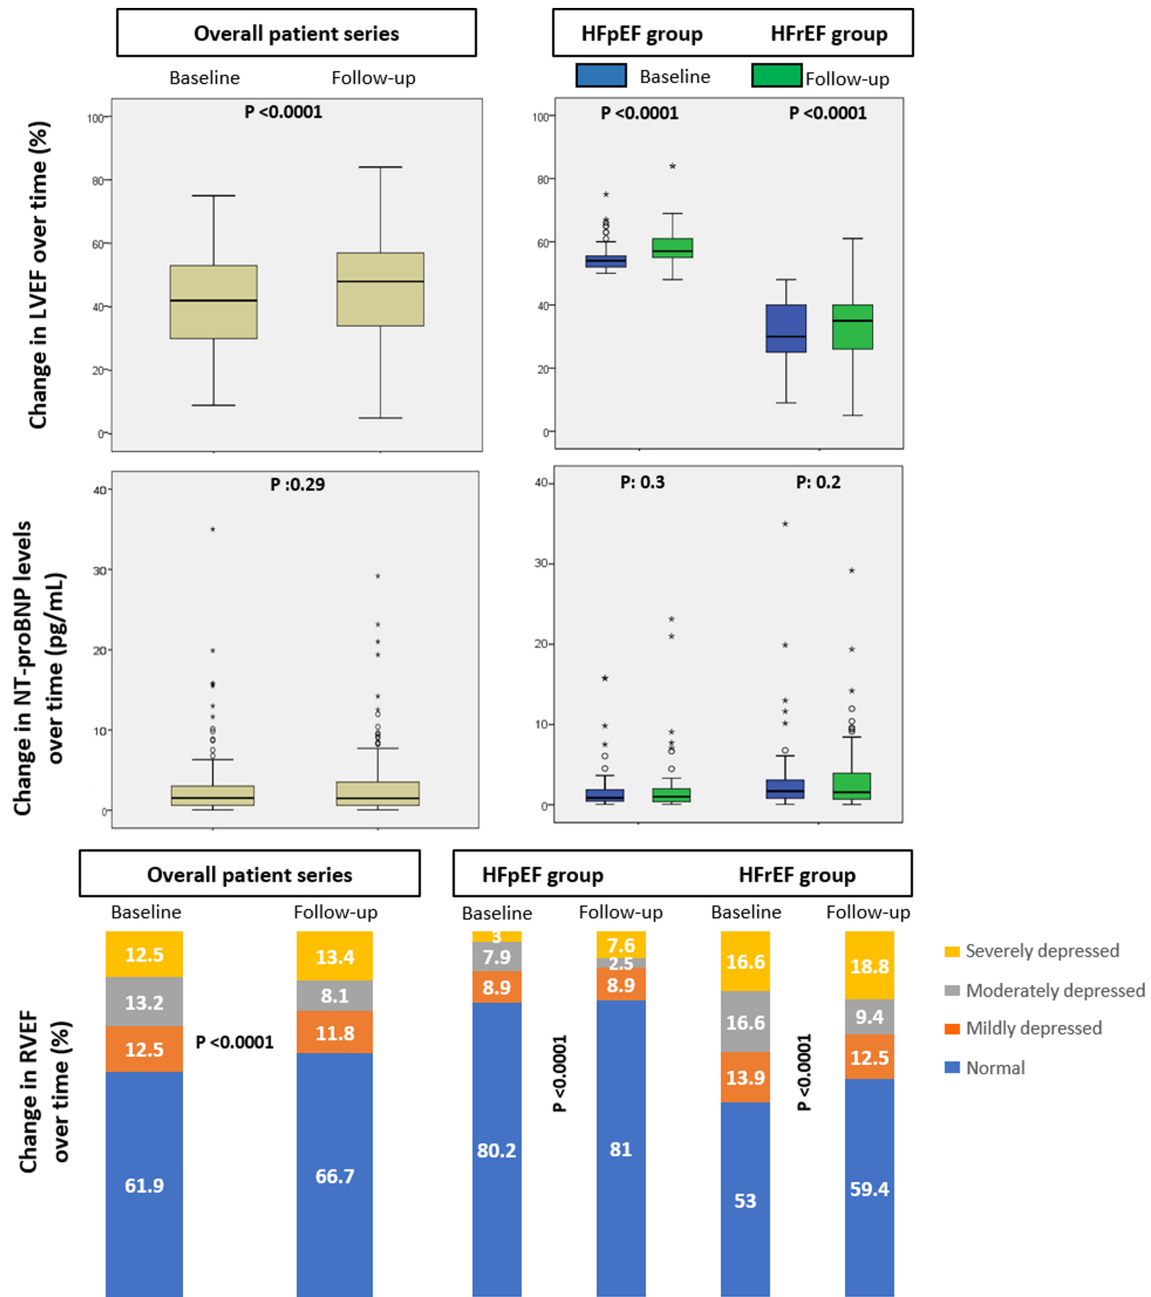 Overall patient series
HFpEF group HFrEF group
Baseline Follow-up
Baseline Follow-up
Change in LVEF over time (%)
P <0.0001
100
80
60
40
20
0
P <0.0001 P <0.0001
100
80
60
40
20
0
Change in NT-proBNP levels
over time (pg/mL)
P :0.29
40
30
20
10
0
P: 0.3 P: 0.2
40
30
20
10
0
Overall patient series
HFpEF group HFrEF group
Baseline Follow-up
Baseline Follow-up Baseline Follow-up
Change in RVEF
over time (%)
12.5
13.2
12.5
61.9
P <0.0001
13.4
8.1
11.8
66.7
3
7.9
8.9
80.2
P <0.0001
7.6
2.5
8.9
81
16.6
16.6
13.9
53
P <0.0001
18.8
9.4
12.5
59.4
Severely depressed
Moderately depressed
Mildly depressed
Normal